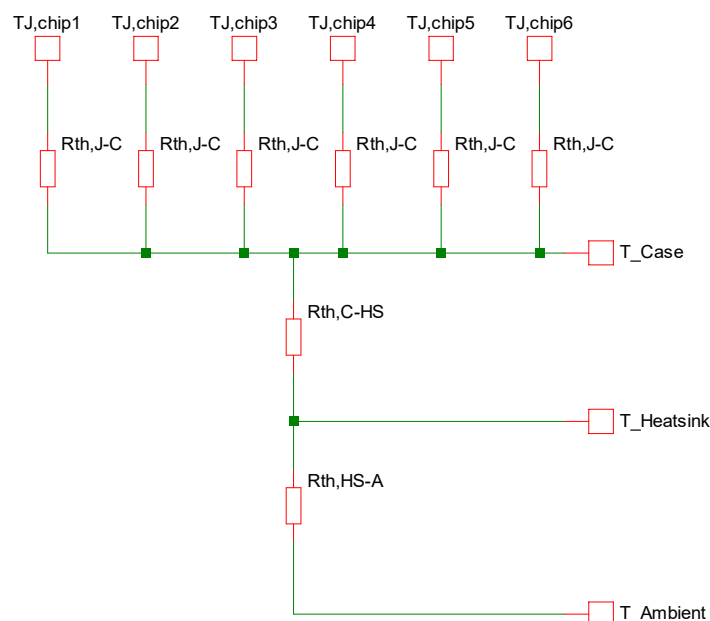 TJ,chip1 TJ,chip2 TJ,chip3 TJ,chip4 TJ,chip5 TJ,chip6
Rth,J-C Rth,J-C Rth,J-C Rth,J-C Rth,J-C Rth,J-C
T_Case
Rth,C-HS
T_Heatsink
Rth,HS-A
T_Ambient